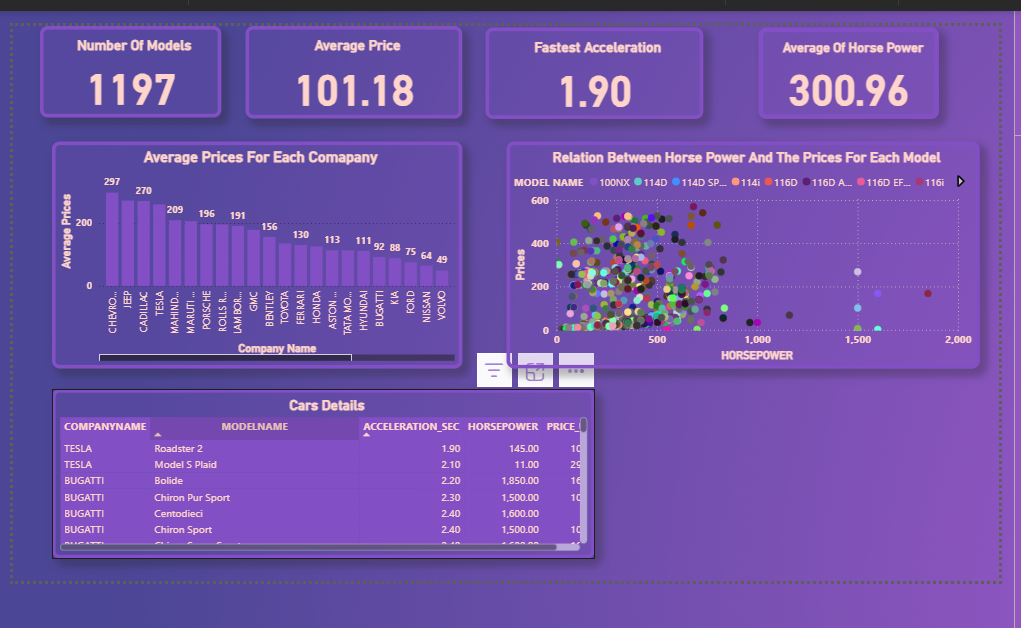 Number Of Models
1197
Average Price
101.18
Fastest Acceleration
1.90
Average Of Horse Power
300.96
Average Prices For Each Comapany
Average Prices
200
0
297
270
209
196
191
156
130
113
111
92
88
75
64
49
CHEVRO...
JEEP
CADILLAC
TESLA
MAHIND...
MARUTI ...
PORSCHE
ROLLS R...
LAMBOR...
GMC
BENTLEY
TOYOTA
FERRARI
HONDA
ASTON ...
TATA MO...
HYUNDAI
BUGATTI
KA
FORD
NISSAN
VOLVO
Company Name
Relation Between Horse Power And The Prices For Each Model
MODEL NAME 100NX 114D 114D SP... 114i 116D 116D A... 116D EF... 116i
Prices
600
400
200
0
0 500 1,000 1,500 2,000
HORSEPOWER
Cars Details
COMPANYNAME MODELNAME ACCELERATION_SEC HORSEPOWER PRICE_
TESLA Roadster 2 1.90 145.00 10
TESLA Model S Plaid 2.10 11.00 29
BUGATTI Bolide 2.20 1,850.00 16
BUGATTI Chiron Pur Sport 2.30 1,500.00 10
BUGATTI Centodieci 2.40 1,600.00
BUGATTI Chiron Sport 2.40 1,500.00 10